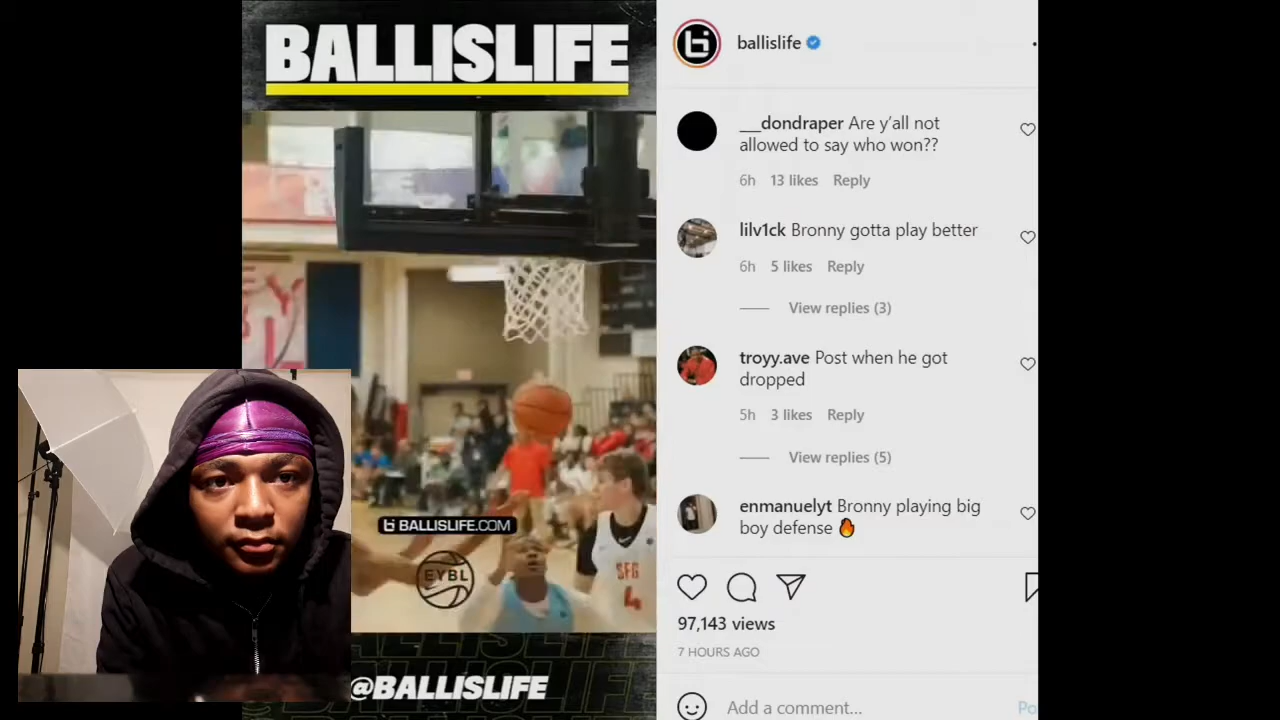 BALLISLIFE
BALLISLIFE.COM
EYBL
SFG
4
@BALLISLIFE
ballislife
___dondraper Are y'all not
allowed to say who won??
6h 13 likes Reply
lilv1ck Bronny gotta play better
6h 5 likes Reply
View replies (3)
troyy.ave Post when he got
dropped
5h 3 likes Reply
View replies (5)
enmanuelyt Bronny playing big
boy defense 🔥
97,143 views
7 HOURS AGO
Add a comment...
Po